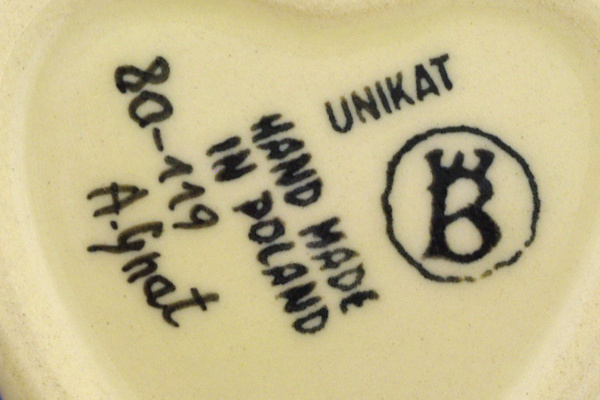 UNIKAT
B
HAND MADE
IN POLAND
80-119
A. Gnat